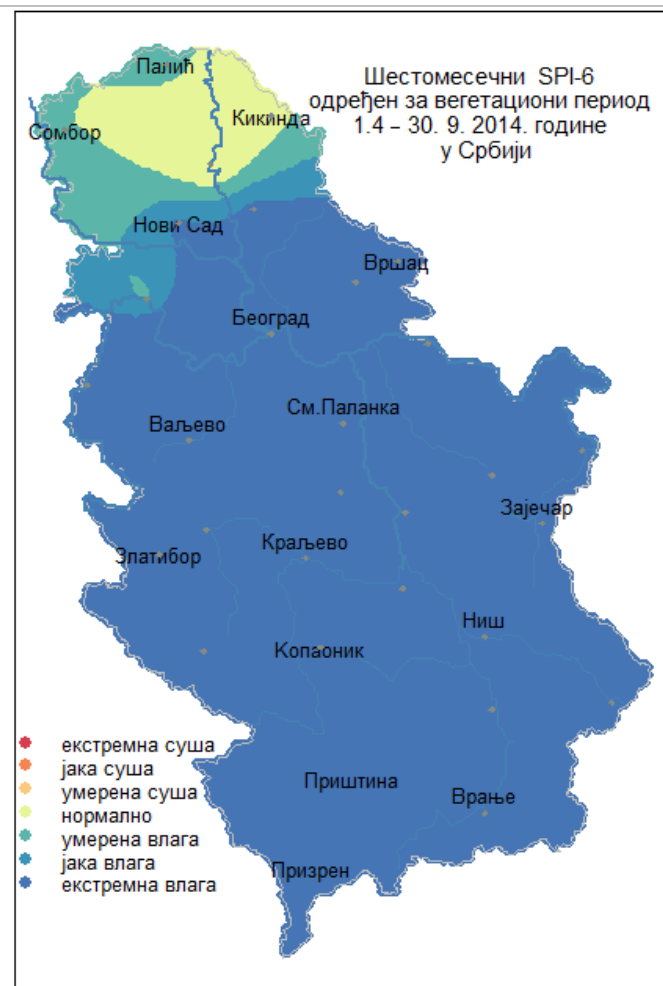 Шестомесечни SPI-6
одређен за вегетациони период
1.4 – 30. 9. 2014. године
у Србији
Палић
Кикинда
Сомбор
Нови Сад
Вршац
Београд
См.Паланка
Ваљево
Зајечар
Краљево
Златибор
Ниш
Копаоник
Приштина
Врање
Призрен
екстремна суша
јака суша
умерена суша
нормално
умерена влага
јака влага
екстремна влага